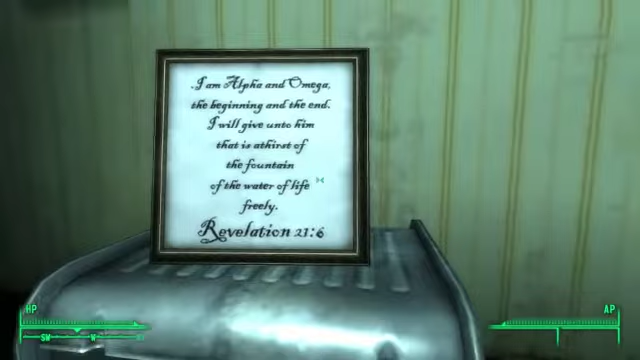 .I am Alpha and Omega,
the beginning and the end.
I will give unto him
that is athirst of
the fountain
of the water of life
freely.
Revelation 21:6
HP
AP
SW
W